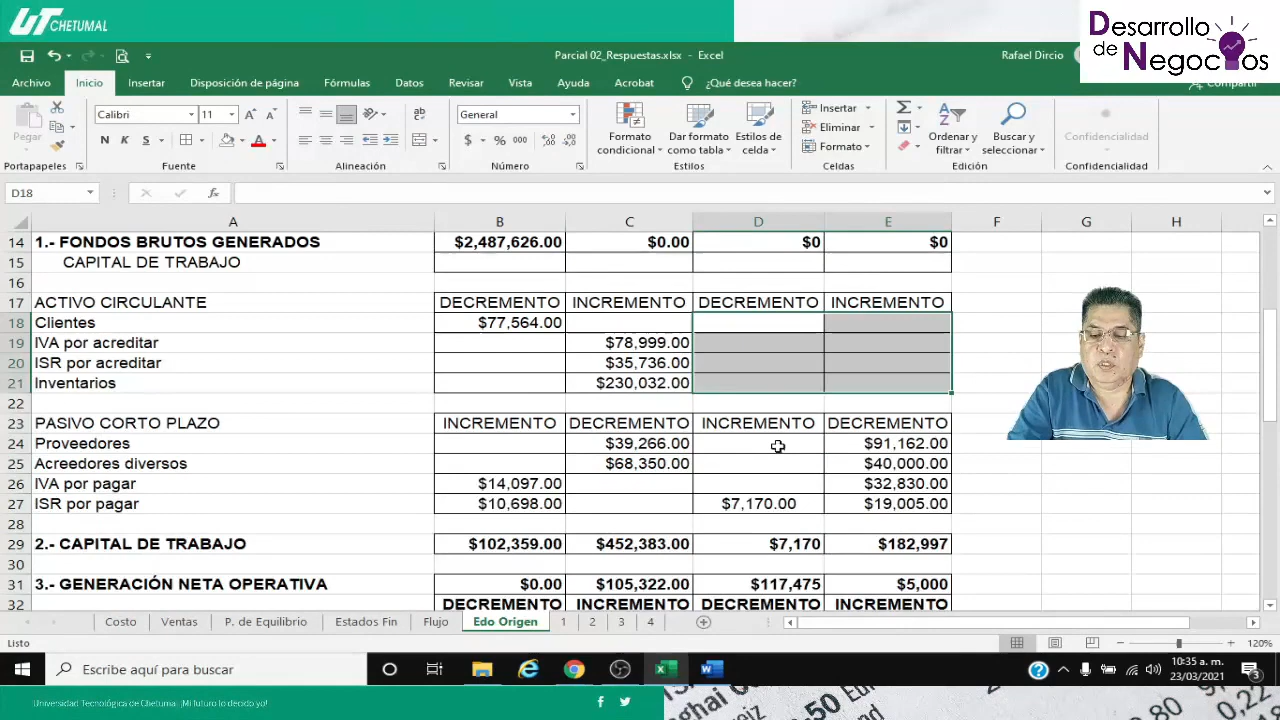 UT CHETUMAL
Desarrollo de Negocios
Parcial 02_Respuestas.xlsx - Excel
Rafael Dircio
Archivo Inicio Insertar Disposición de página Fórmulas Datos Revisar Vista Ayuda Acrobat ¿Qué desea hacer? Compartir
Calibri 11 General Insertar
Pegar N K S $ % 000 Formato condicional Dar formato como tabla Estilos de celda Eliminar Formato Ordenar y filtrar Buscar y seleccionar Confidencialidad
Portapapeles Fuente Alineación Número Estilos Celdas Edición Confidencialidad
D18 fx
A B C D E F G H
14 1.- FONDOS BRUTOS GENERADOS $2,487,626.00 $0.00 $0 $0
15 CAPITAL DE TRABAJO
16
17 ACTIVO CIRCULANTE DECREMENTO INCREMENTO DECREMENTO INCREMENTO
18 Clientes $77,564.00
19 IVA por acreditar $78,999.00
20 ISR por acreditar $35,736.00
21 Inventarios $230,032.00
22
23 PASIVO CORTO PLAZO INCREMENTO DECREMENTO INCREMENTO DECREMENTO
24 Proveedores $39,266.00 $91,162.00
25 Acreedores diversos $68,350.00 $40,000.00
26 IVA por pagar $14,097.00 $32,830.00
27 ISR por pagar $10,698.00 $7,170.00 $19,005.00
28
29 2.- CAPITAL DE TRABAJO $102,359.00 $452,383.00 $7,170 $182,997
30
31 3.- GENERACIÓN NETA OPERATIVA $0.00 $105,322.00 $117,475 $5,000
32 DECREMENTO INCREMENTO DECREMENTO INCREMENTO
Costo Ventas P. de Equilibrio Estados Fin Flujo Edo Origen 1 2 3 4
Listo 120%
Escribe aquí para buscar 10:35 a. m.
23/03/2021 3
Universidad Tecnológica de Chetumal. ¡Mi futuro lo decido yo!